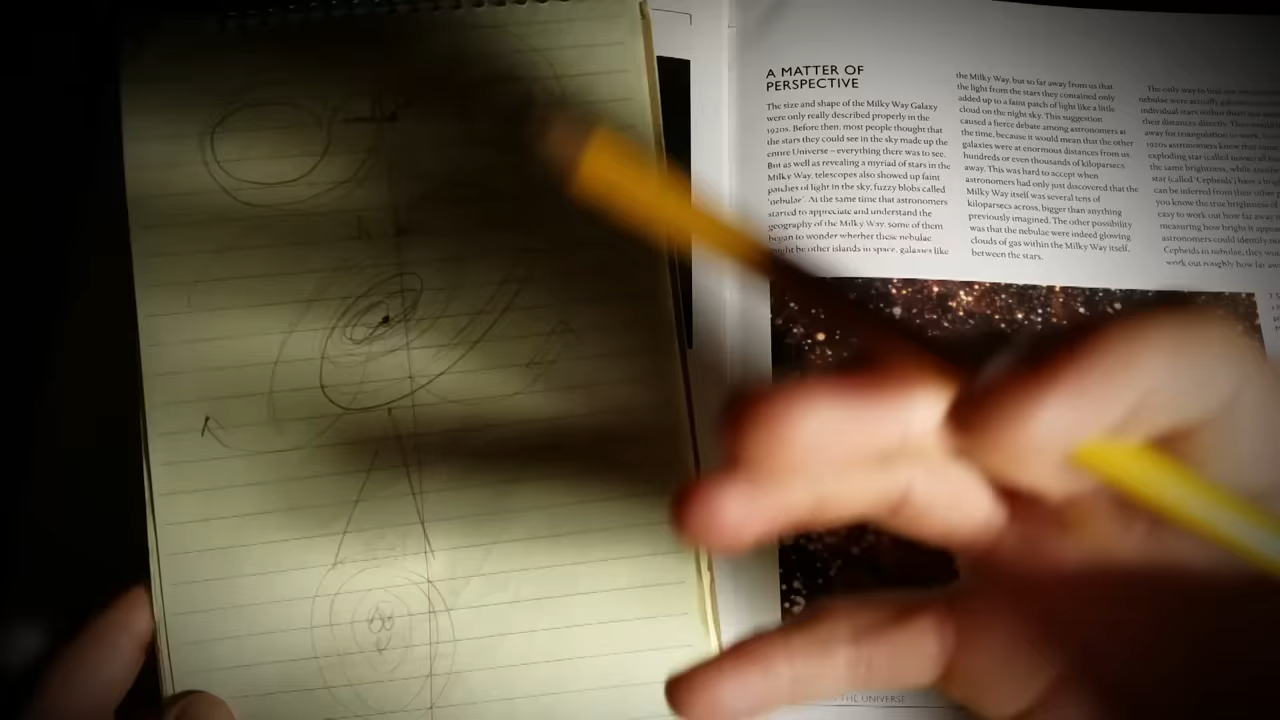 A MATTER OF
PERSPECTIVE
The size and shape of the Milky Way Galaxy
were only really described properly in the
1920s. Before then, most people thought that
the stars they could see in the sky made up the
entire Universe – everything there was to see.
But as well as revealing a myriad of stars in the
Milky Way, telescopes also showed up faint
patches of light in the sky, fuzzy blobs called
'nebulae'. At the same time that astronomers
started to appreciate and understand the
geography of the Milky Way, some of them
began to wonder whether these nebulae
might be other islands in space, galaxies like
the Milky Way, but so far away from us that
the light from the stars they contained only
added up to a faint patch of light like a little
cloud on the night sky. This suggestion
caused a fierce debate among astronomers at
the time, because it would mean that the other
galaxies were at enormous distances from us,
hundreds or even thousands of kiloparsecs
away. This was hard to accept when
astronomers had only just discovered that the
Milky Way itself was several tens of
kiloparsecs across, bigger than anything
previously imagined. The other possibility
was that the nebulae were indeed glowing
clouds of gas within the Milky Way itself,
between the stars.
The only way to
nebulae were actually
individual stars within them
their distances directly.
away for triangulation to work.
1920s astronomers knew that some
exploding star (called novae) all have
the same brightness, while another
star (called 'Cepheids') have a
can be inferred from their other
you know the true brightness of
easy to work out how far away
measuring how bright it appears
astronomers could identify
Cepheids in nebulae, they
work out roughly how far away
THE UNIVERSE